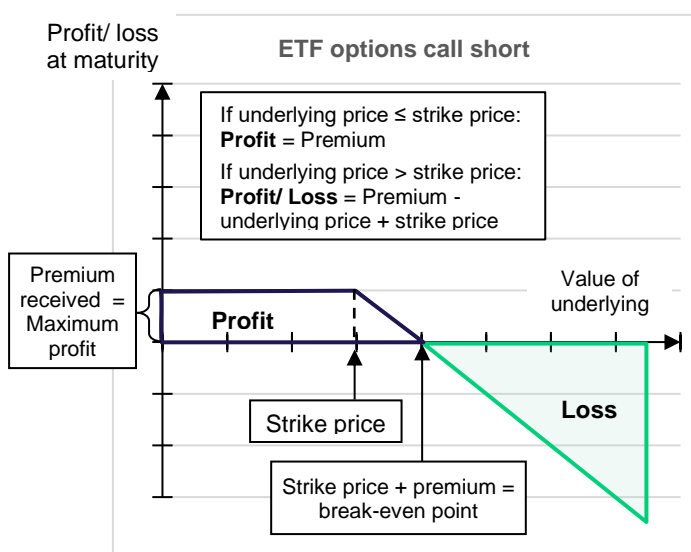 Profit/ loss
at maturity
ETF options call short
If underlying price ≤ strike price:
Profit = Premium
If underlying price > strike price:
Profit/ Loss = Premium -
underlying price + strike price
Premium
received =
Maximum
profit
Profit
Value of
underlying
Loss
Strike price
Strike price + premium =
break-even point